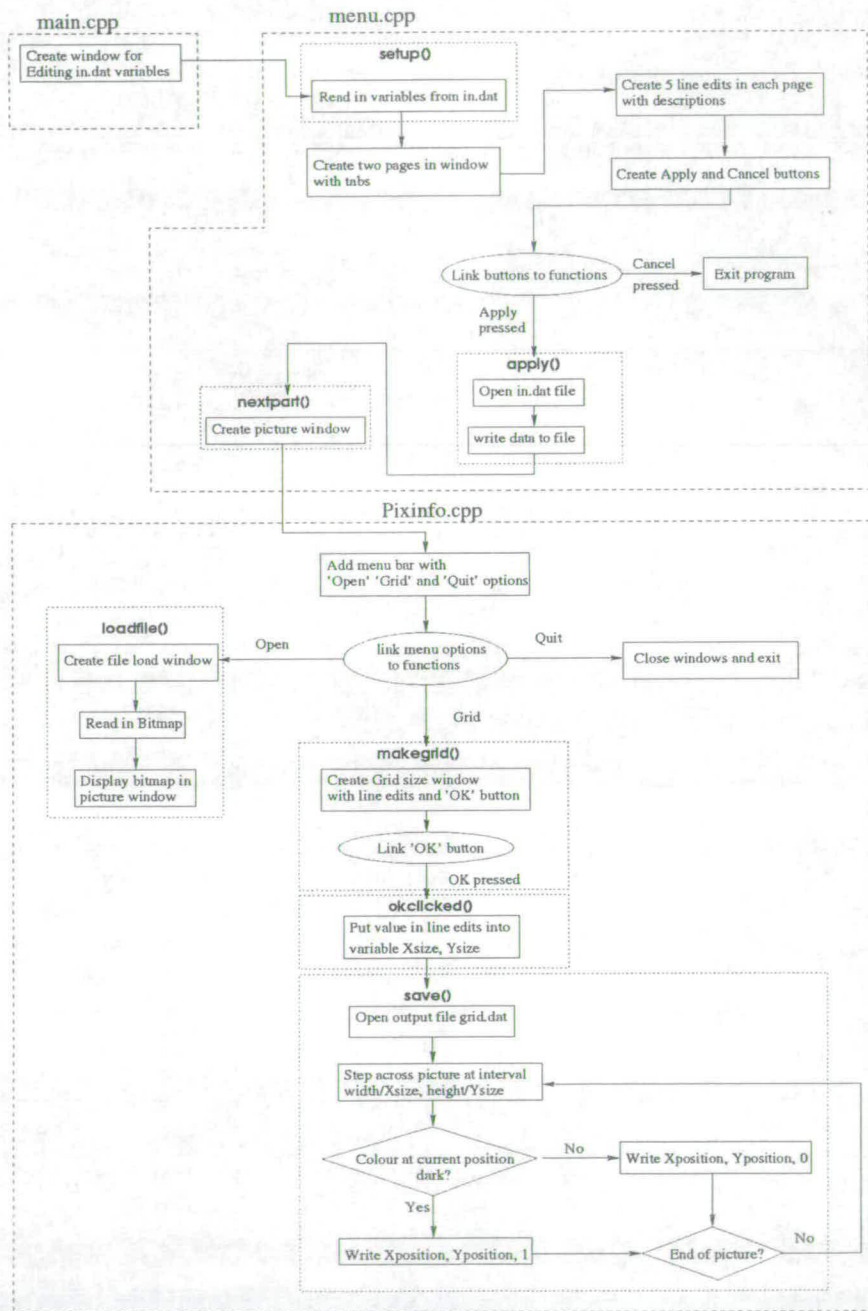 main.cpp
Create window for
Editing in.dat variables
menu.cpp
setup()
Read in variables from in.dat
Create two pages in window
with tabs
Create 5 line edits in each page
with descriptions
Create Apply and Cancel buttons
Link buttons to functions
Cancel
pressed
Exit program
Apply
pressed
apply()
Open in.dat file
write data to file
nextpart()
Create picture window
Pixinfo.cpp
Add menu bar with
'Open' 'Grid' and 'Quit' options
link menu options
to functions
Open
loadfile()
Create file load window
Read in Bitmap
Display bitmap in
picture window
Quit
Close windows and exit
Grid
makegrid()
Create Grid size window
with line edits and 'OK' button
Link 'OK' button
OK pressed
okclicked()
Put value in line edits into
variable Xsize, Ysize
save()
Open output file grid.dat
Step across picture at interval
width/Xsize, height/Ysize
Colour at current position
dark?
No
Write Xposition, Yposition, 0
Yes
Write Xposition, Yposition, 1
End of picture?
No